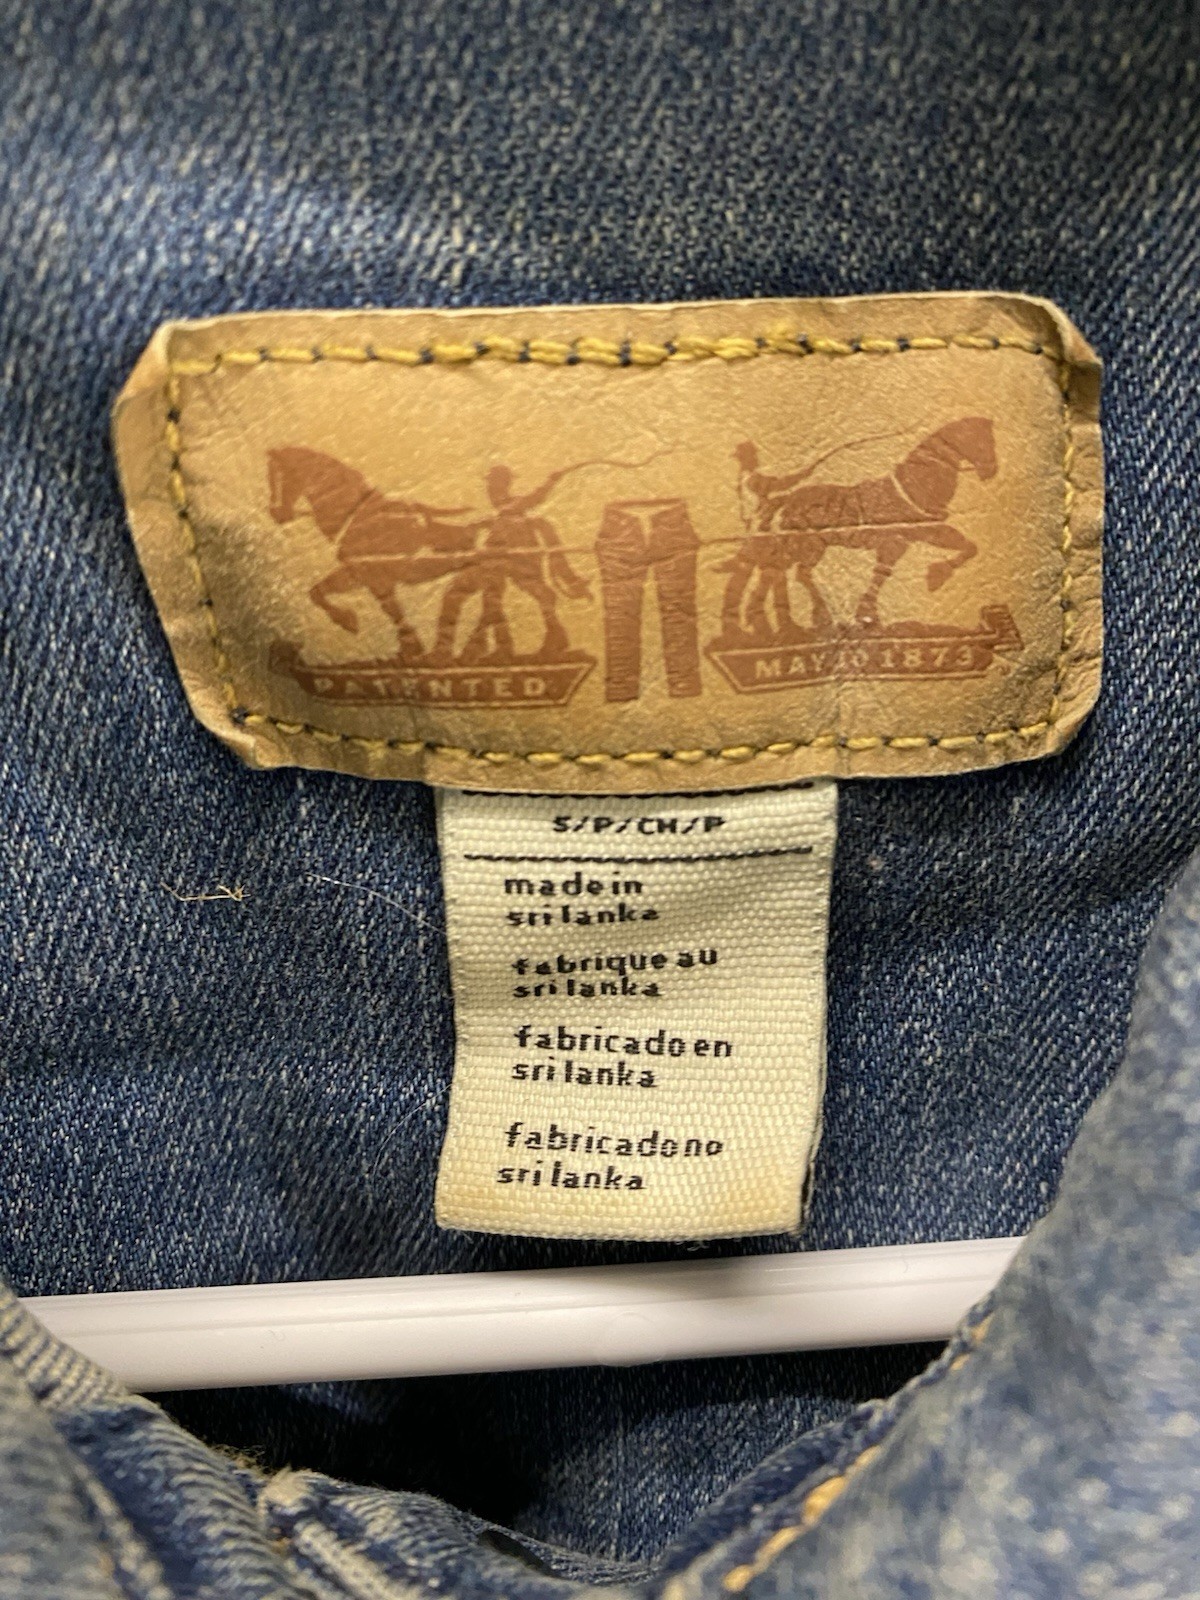 PATENTED
MAY 20 1873
S/P/CH/P
made in
sri lanka
fabrique au
sri lanka
fabricado en
sri lanka
fabricado no
sri lanka